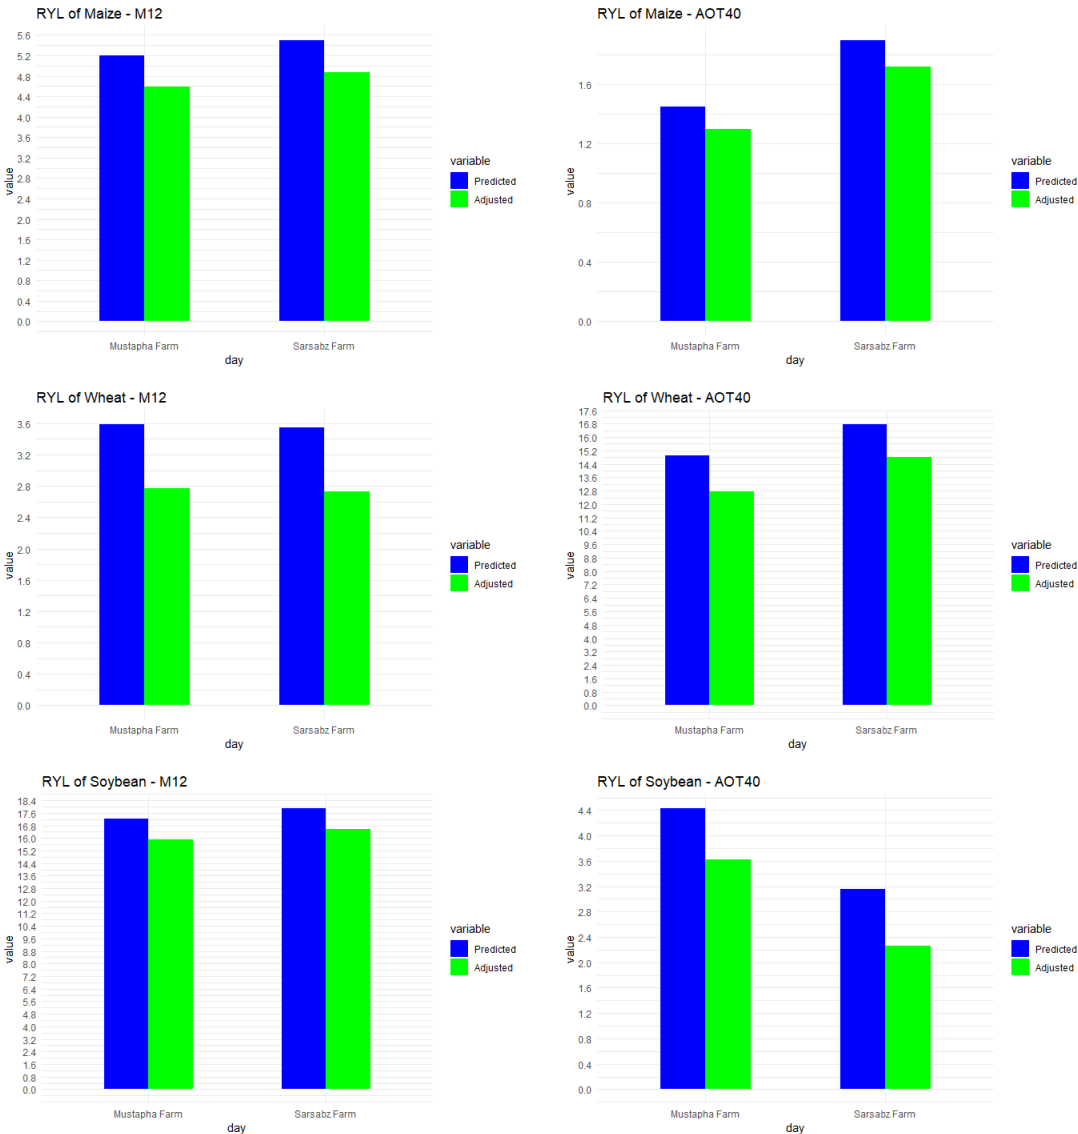 RYL of Maize - M12
5.6
5.2
4.8
4.4
4.0
3.6
3.2
2.8
2.4
2.0
1.6
1.2
0.8
0.4
0.0
value
Mustapha Farm
Sarsabz Farm
day
variable
Predicted
Adjusted
RYL of Maize - AOT40
1.6
1.2
0.8
0.4
0.0
value
Mustapha Farm
Sarsabz Farm
day
variable
Predicted
Adjusted
RYL of Wheat - M12
3.6
3.2
2.8
2.4
2.0
1.6
1.2
0.8
0.4
0.0
value
Mustapha Farm
Sarsabz Farm
day
variable
Predicted
Adjusted
RYL of Wheat - AOT40
17.6
16.8
16.0
15.2
14.4
13.6
12.8
12.0
11.2
10.4
9.6
8.8
8.0
7.2
6.4
5.6
4.8
4.0
3.2
2.4
1.6
0.8
0.0
value
Mustapha Farm
Sarsabz Farm
day
variable
Predicted
Adjusted
RYL of Soybean - M12
18.4
17.6
16.8
16.0
15.2
14.4
13.6
12.8
12.0
11.2
10.4
9.6
8.8
8.0
7.2
6.4
5.6
4.8
4.0
3.2
2.4
1.6
0.8
0.0
value
Mustapha Farm
Sarsabz Farm
day
variable
Predicted
Adjusted
RYL of Soybean - AOT40
4.4
4.0
3.6
3.2
2.8
2.4
2.0
1.6
1.2
0.8
0.4
0.0
value
Mustapha Farm
Sarsabz Farm
day
variable
Predicted
Adjusted